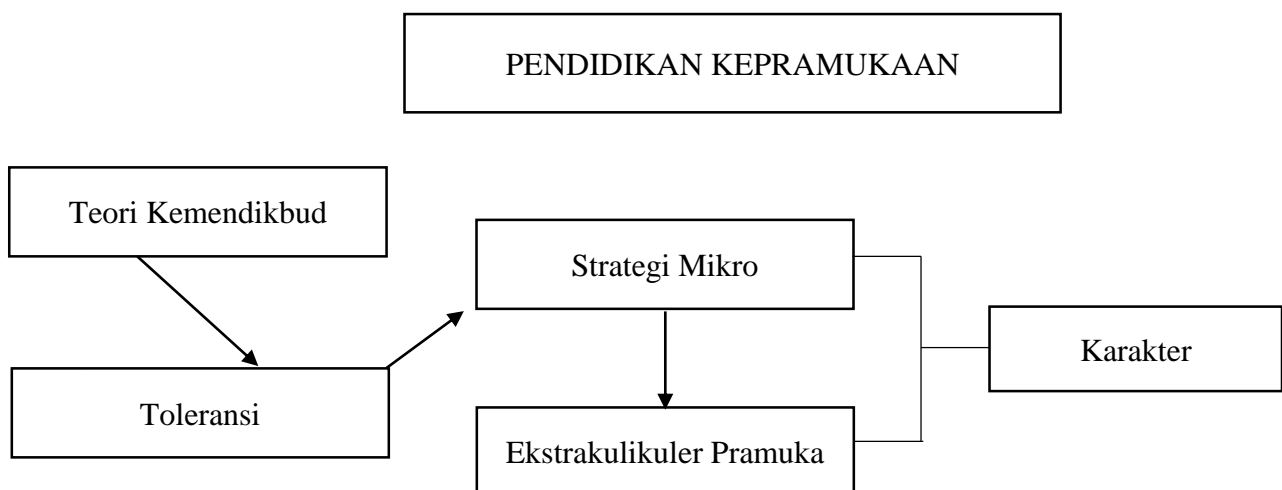 PENDIDIKAN KEPRAMUKAAN
Teori Kemendikbud
Strategi Mikro
Karakter
Toleransi
Ekstrakulikuler Pramuka